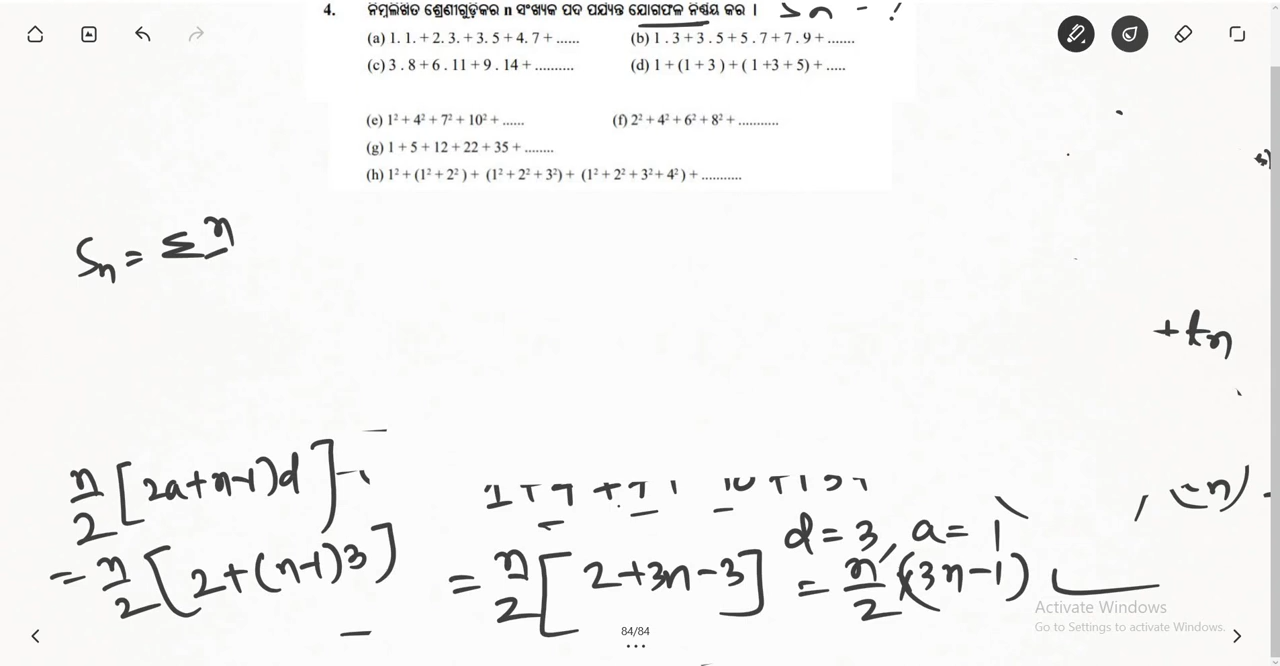 4. ନିମ୍ନଲିଖିତ ଶ୍ରେଣୀଗୁଡ଼ିକର n ସଂଖ୍ୟକ ପଦ ପର୍ଯ୍ୟନ୍ତ ଯୋଗଫଳ ନିର୍ଣ୍ଣୟ କର ।
(a) 1. 1. + 2. 3. + 3. 5 + 4. 7 + ...... (b) 1 . 3 + 3 . 5 + 5 . 7 + 7 . 9 + .......
(c) 3 . 8 + 6 . 11 + 9 . 14 + .......... (d) 1 + (1 + 3 ) + ( 1 +3 + 5) + .....
(e) 1² + 4² + 7² + 10² + ...... (f) 2² + 4² + 6² + 8² + ...........
(g) 1 + 5 + 12 + 22 + 35 + ........
(h) 1² + (1² + 2² ) + (1² + 2² + 3²) + (1² + 2² + 3² + 4² ) + ...........
Sn = Σn
+ tn
n/2 [2a+n-1)d]
d = 3, a = 1
= n/2 [2+(n-1)3] = n/2 [2+3n-3] = n/2 (3n-1)
Activate Windows
Go to Settings to activate Windows.
84/84